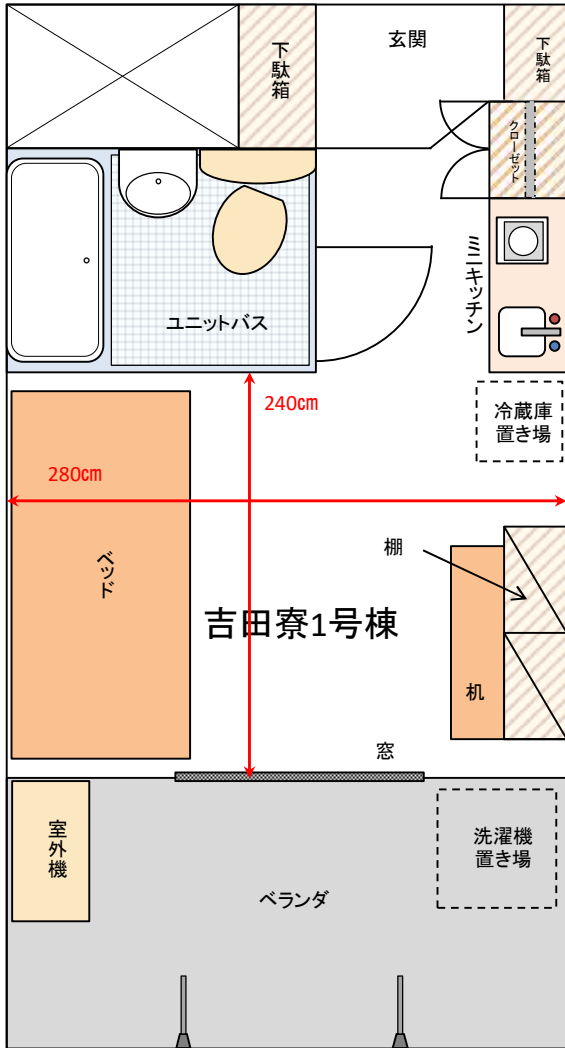 下駄箱
玄関
下駄箱
クローゼット
ミニキッチン
ユニットバス
240㎝
冷蔵庫
置き場
280㎝
棚
ベッド
吉田寮1号棟
机
窓
室外機
洗濯機
置き場
ベランダ